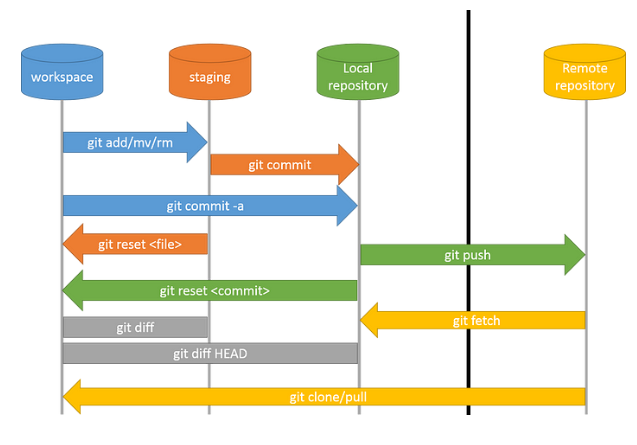 workspace
staging
Local
repository
Remote
repository
git add/mv/rm
git commit
git commit -a
git reset <file>
git push
git reset <commit>
git fetch
git diff
git diff HEAD
git clone/pull